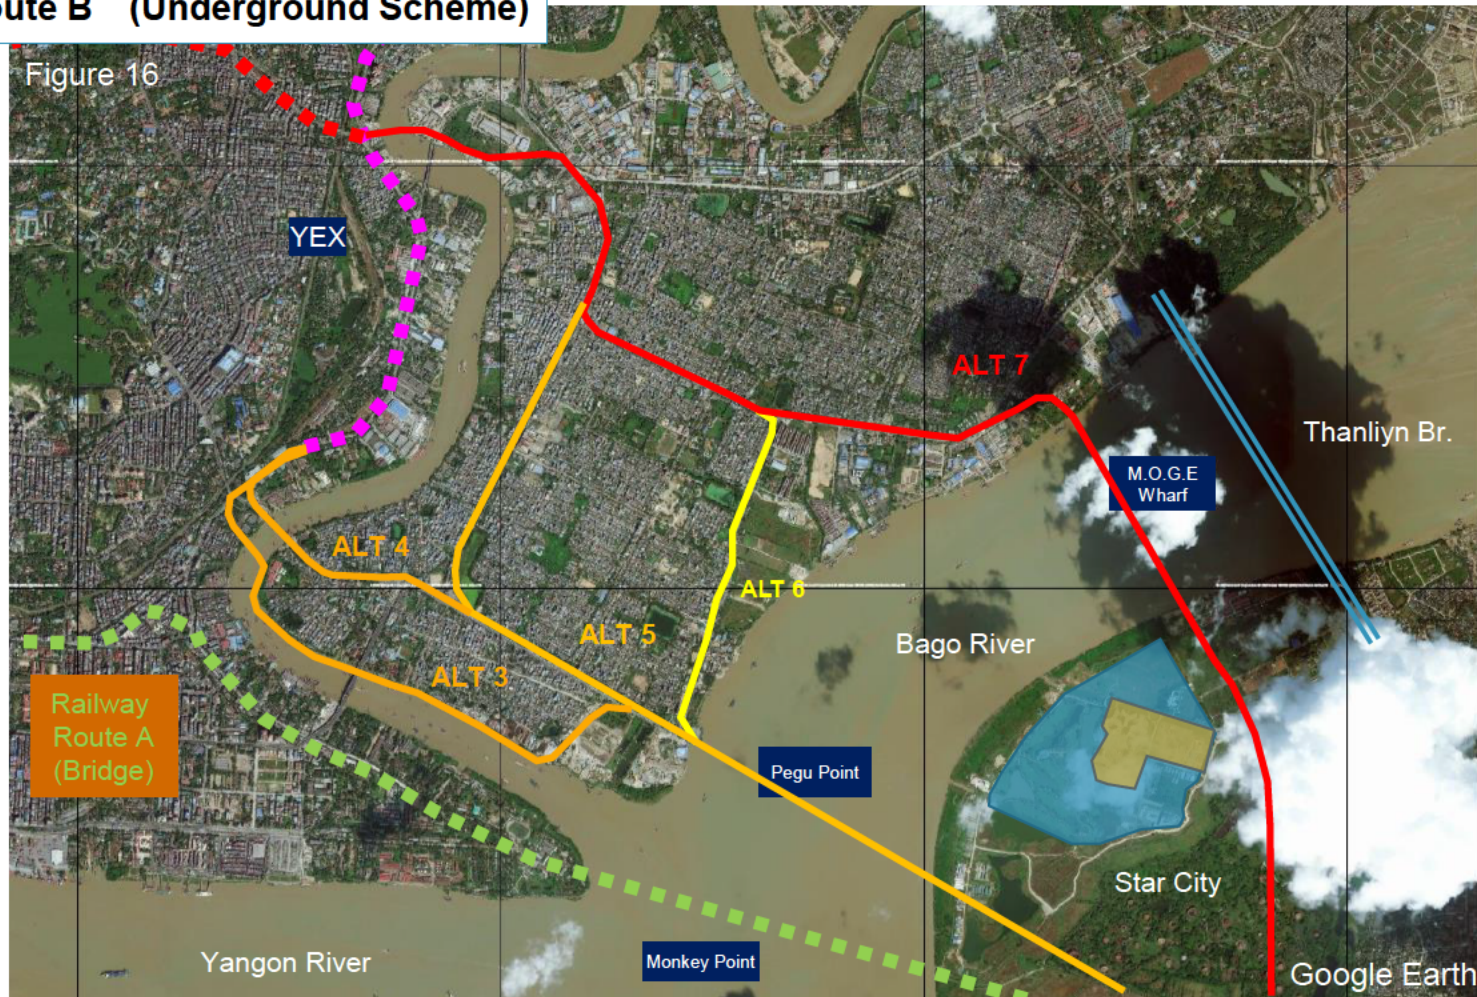 (Underground Scheme)
Figure 16
YEX
ALT 7
Thanliyn Br.
M.O.G.E
Wharf
ALT 4
ALT 6
ALT 5
Bago River
ALT 3
Railway
Route A
(Bridge)
Pegu Point
Star City
Yangon River
Monkey Point
Google Earth